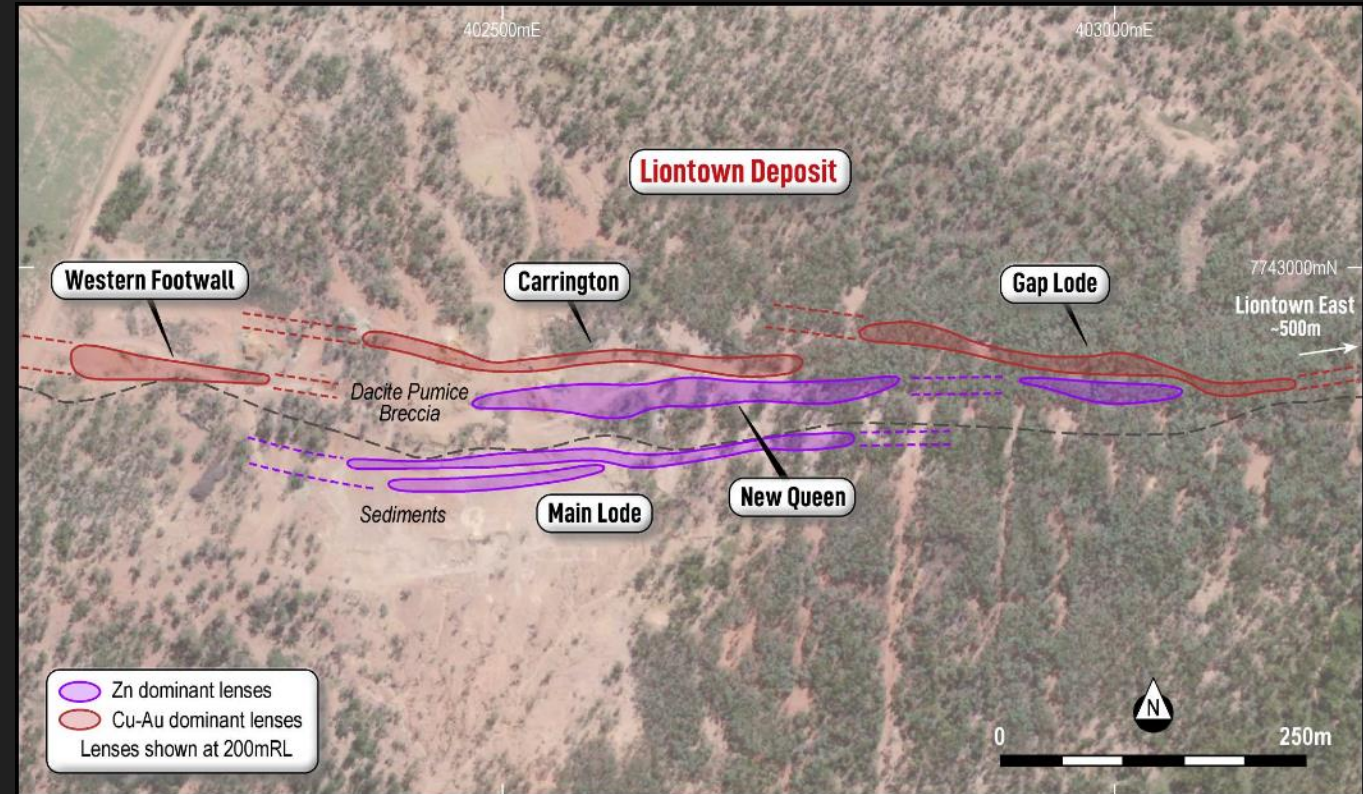 402500mE
403000mE
Liontown Deposit
7743000mN
Western Footwall
Carrington
Gap Lode
Liontown East
~500m
Dacite Pumice
Breccia
New Queen
Main Lode
Sediments
Zn dominant lenses
Cu-Au dominant lenses
Lenses shown at 200mRL
N
0
250m